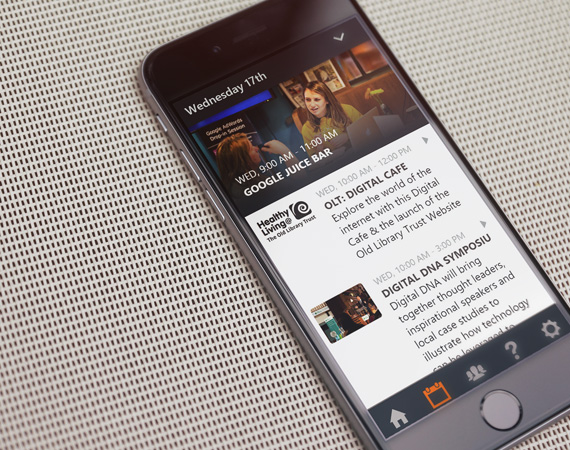 Wednesday 17th
Google AdWords
Drop-in Session
WED, 9:00 AM - 11:00 AM
GOOGLE JUICE BAR
WED, 10:00 AM - 12:00 PM
OLT: DIGITAL CAFE
Explore the world of the
internet with this Digital
Cafe & the launch of the
Old Library Trust Website
Healthy
Living@
The Old Library Trust
WED, 10:00 AM - 3:00 PM
DIGITAL DNA SYMPOSIU
Digital DNA will bring
together thought leaders,
inspirational speakers and
local case studies to
illustrate how technology
can be leveraged to
?